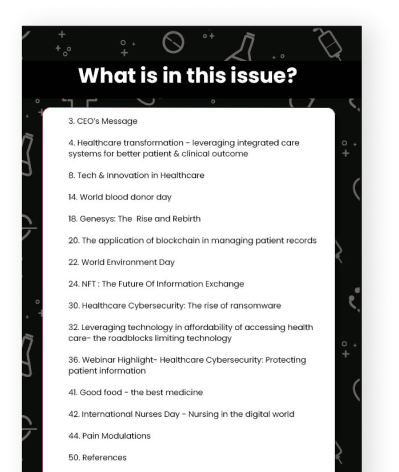 What is in this issue?
3. CEO's Message
4. Healthcare transformation - leveraging integrated care
systems for better patient & clinical outcome
8. Tech & Innovation in Healthcare
14. World blood donor day
18. Genesys: The Rise and Rebirth
20. The application of blockchain in managing patient records
22. World Environment Day
24. NFT : The Future Of Information Exchange
30. Healthcare Cybersecurity: The rise of ransomware
32. Leveraging technology in affordability of accessing health
care- the roadblocks limiting technology
36. Webinar Highlight- Healthcare Cybersecurity: Protecting
patient information
41. Good food - the best medicine
42. International Nurses Day - Nursing in the digital world
44. Pain Modulations
50. References